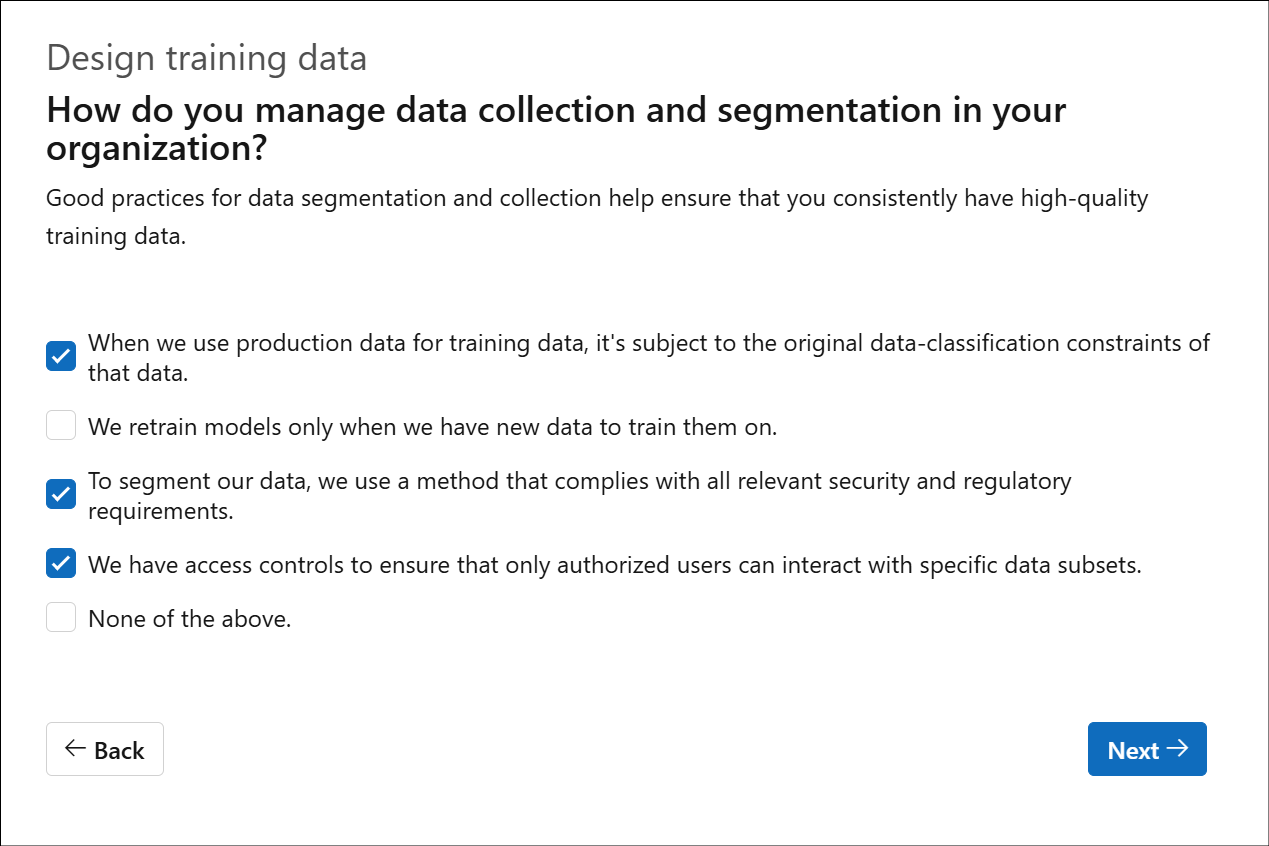 Design training data
How do you manage data collection and segmentation in your
organization?
Good practices for data segmentation and collection help ensure that you consistently have high-quality
training data.
When we use production data for training data, it's subject to the original data-classification constraints of
that data.
We retrain models only when we have new data to train them on.
To segment our data, we use a method that complies with all relevant security and regulatory
requirements.
We have access controls to ensure that only authorized users can interact with specific data subsets.
None of the above.
← Back
Next →